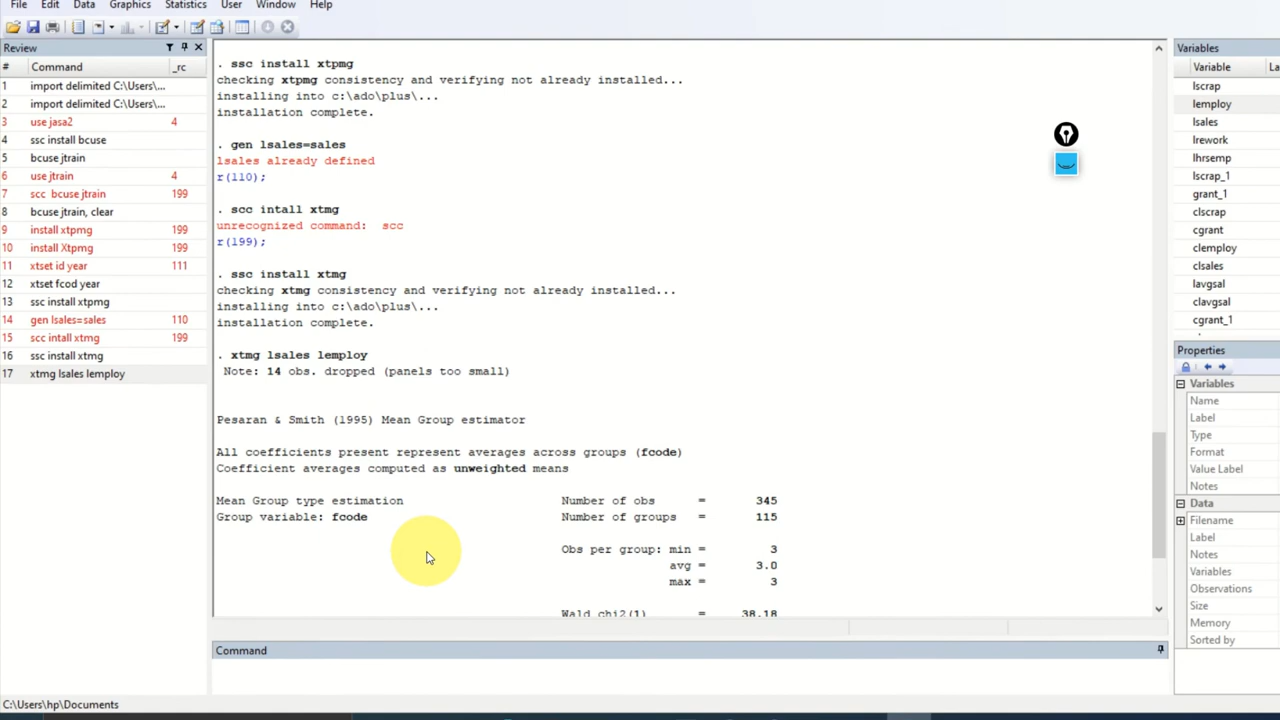 File Edit Data Graphics Statistics User Window Help
Review
# Command _rc
1 import delimited C:\Users\...
2 import delimited C:\Users\...
3 use jasa2 4
4 ssc install bcuse
5 bcuse jtrain
6 use jtrain 4
7 scc bcuse jtrain 199
8 bcuse jtrain, clear
9 install xtpmg 199
10 install Xtpmg 199
11 xtset id year 111
12 xtset fcod year
13 ssc install xtpmg
14 gen lsales=sales 110
15 scc intall xtmg 199
16 ssc install xtmg
17 xtmg lsales lemploy
. ssc install xtpmg
checking xtpmg consistency and verifying not already installed...
installing into c:\ado\plus\...
installation complete.
. gen lsales=sales
lsales already defined
r(110);
. scc intall xtmg
unrecognized command: scc
r(199);
. ssc install xtmg
checking xtmg consistency and verifying not already installed...
installing into c:\ado\plus\...
installation complete.
. xtmg lsales lemploy
Note: 14 obs. dropped (panels too small)
Pesaran & Smith (1995) Mean Group estimator
All coefficients present represent averages across groups (fcode)
Coefficient averages computed as unweighted means
Mean Group type estimation Number of obs = 345
Group variable: fcode Number of groups = 115
Obs per group: min = 3
avg = 3.0
max = 3
Wald chi2(1) = 38.18
Command
Variables
Variable La
lscrap
lemploy
lsales
lrework
lhrsemp
lscrap_1
grant_1
clscrap
cgrant
clemploy
clsales
lavgsal
clavgsal
cgrant_1
Properties
Variables
Name
Label
Type
Format
Value Label
Notes
Data
Filename
Label
Notes
Variables
Observations
Size
Memory
Sorted by
C:\Users\hp\Documents